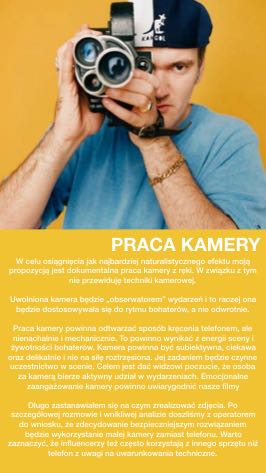 KANGOL
PRACA KAMERY
W celu osiągnięcia jak najbardziej naturalistycznego efektu moją
propozycją jest dokumentalna praca kamery z ręki. W związku z tym
nie przewiduję techniki kamerowej.
Uwolniona kamera będzie „obserwatorem" wydarzeń i to raczej ona
będzie dostosowywała się do rytmu bohaterów, a nie odwrotnie.
Praca kamery powinna odtwarzać sposób kręcenia telefonem, ale
nienachalnie i mechanicznie. To powinno wynikać z energii sceny i
żywotności bohaterów. Kamera powinna być subiektywna, ciekawa
oraz delikatnie i nie na siłę roztrzęsiona. Jej zadaniem będzie czynne
uczestnictwo w scenie. Celem jest dać widzowi poczucie, że osoba
za kamerą bierze aktywny udział w wydarzeniach. Emocjonalne
zaangażowanie kamery powinno uwiarygodnić nasze filmy
Długo zastanawiałem się na czym zrealizować zdjęcia. Po
szczegółowej rozmowie i wnikliwej analizie doszliśmy z operatorem
do wniosku, że zdecydowanie bezpieczniejszym rozwiązaniem
będzie wykorzystanie małej kamery zamiast telefonu. Warto
zaznaczyć, że influencerzy też często korzystają z innego sprzętu niż
telefon z uwagi na uwarunkowania techniczne.